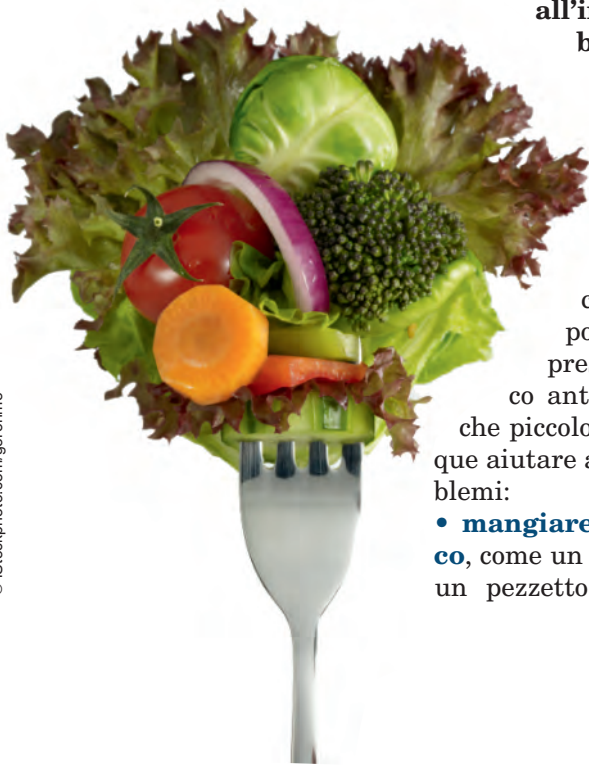 all'i
b
c
po
pre
co ant
che piccolo
que aiutare a
blemi:
• mangiare
co, come un
un pezzetto